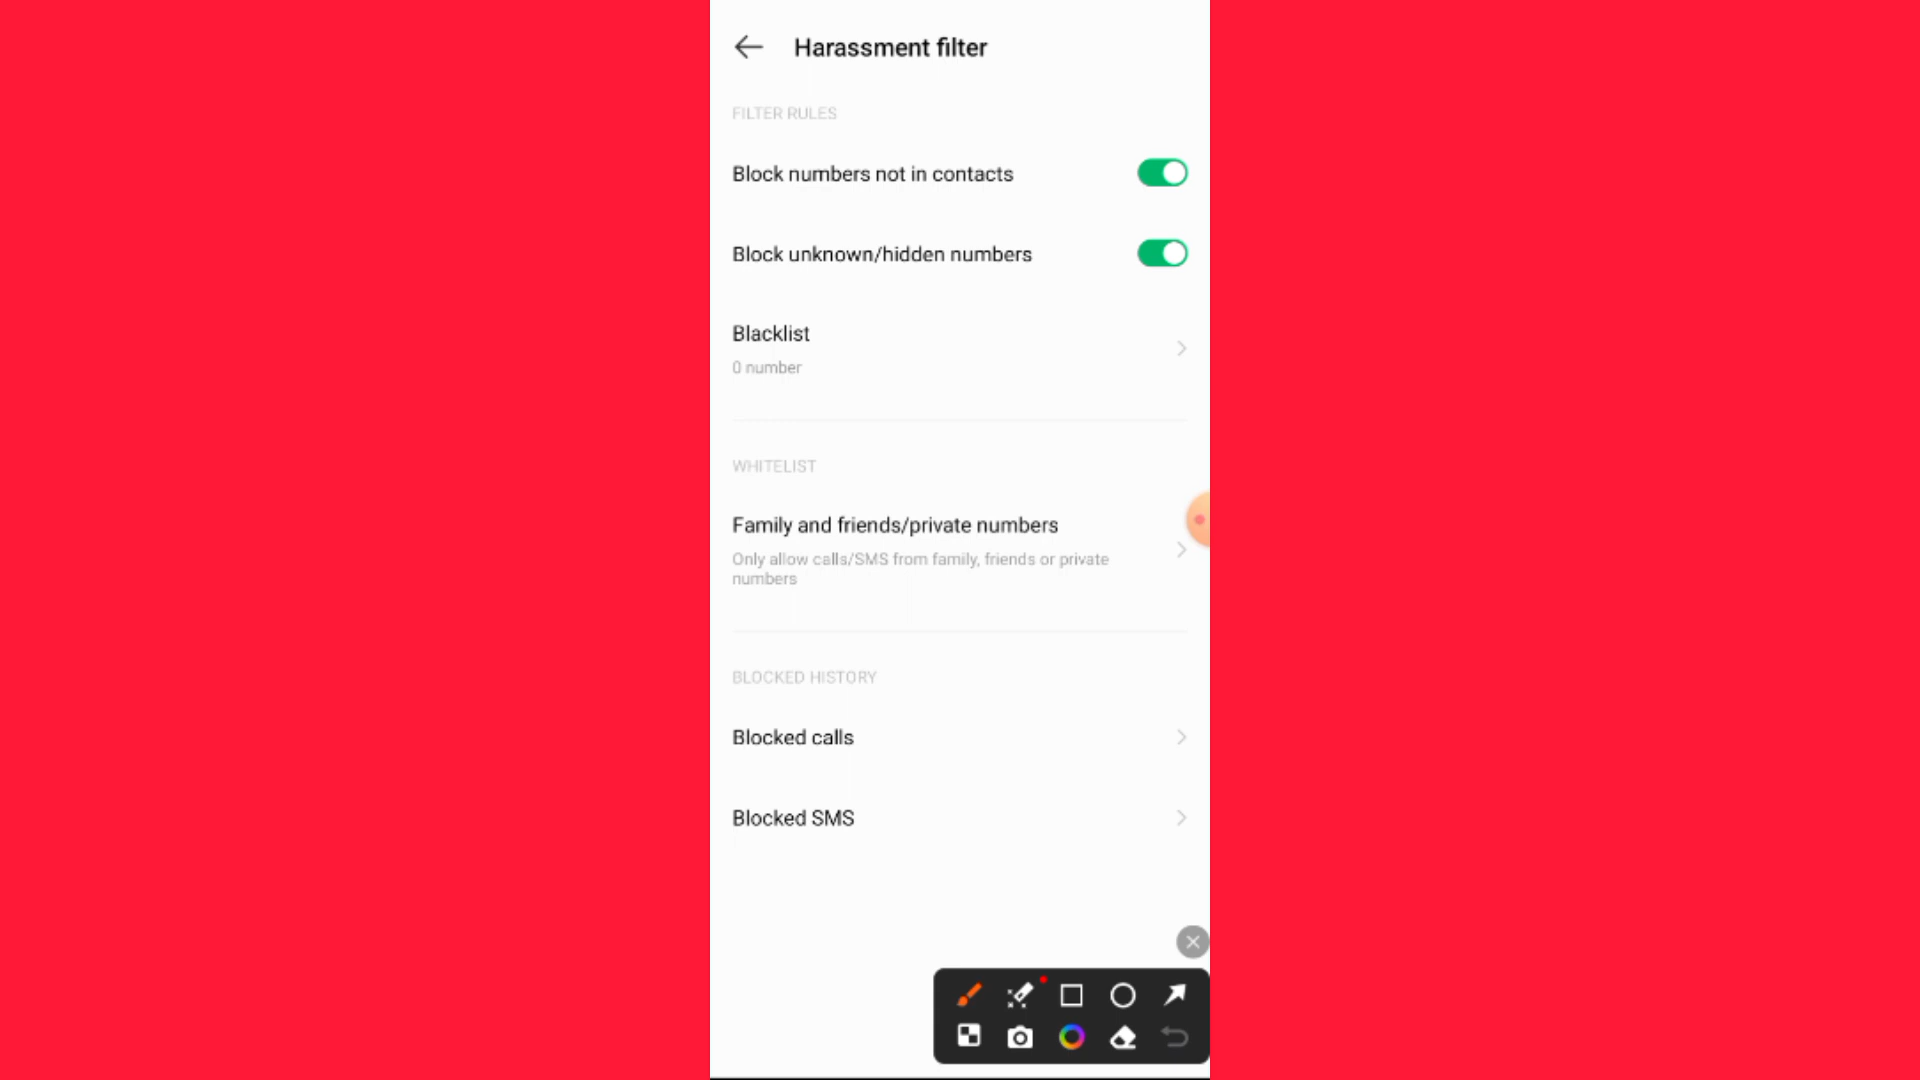 Harassment filter
FILTER RULES
Block numbers not in contacts
Block unknown/hidden numbers
Blacklist
0 number
WHITELIST
Family and friends/private numbers
Only allow calls/SMS from family, friends or private
numbers
BLOCKED HISTORY
Blocked calls
Blocked SMS